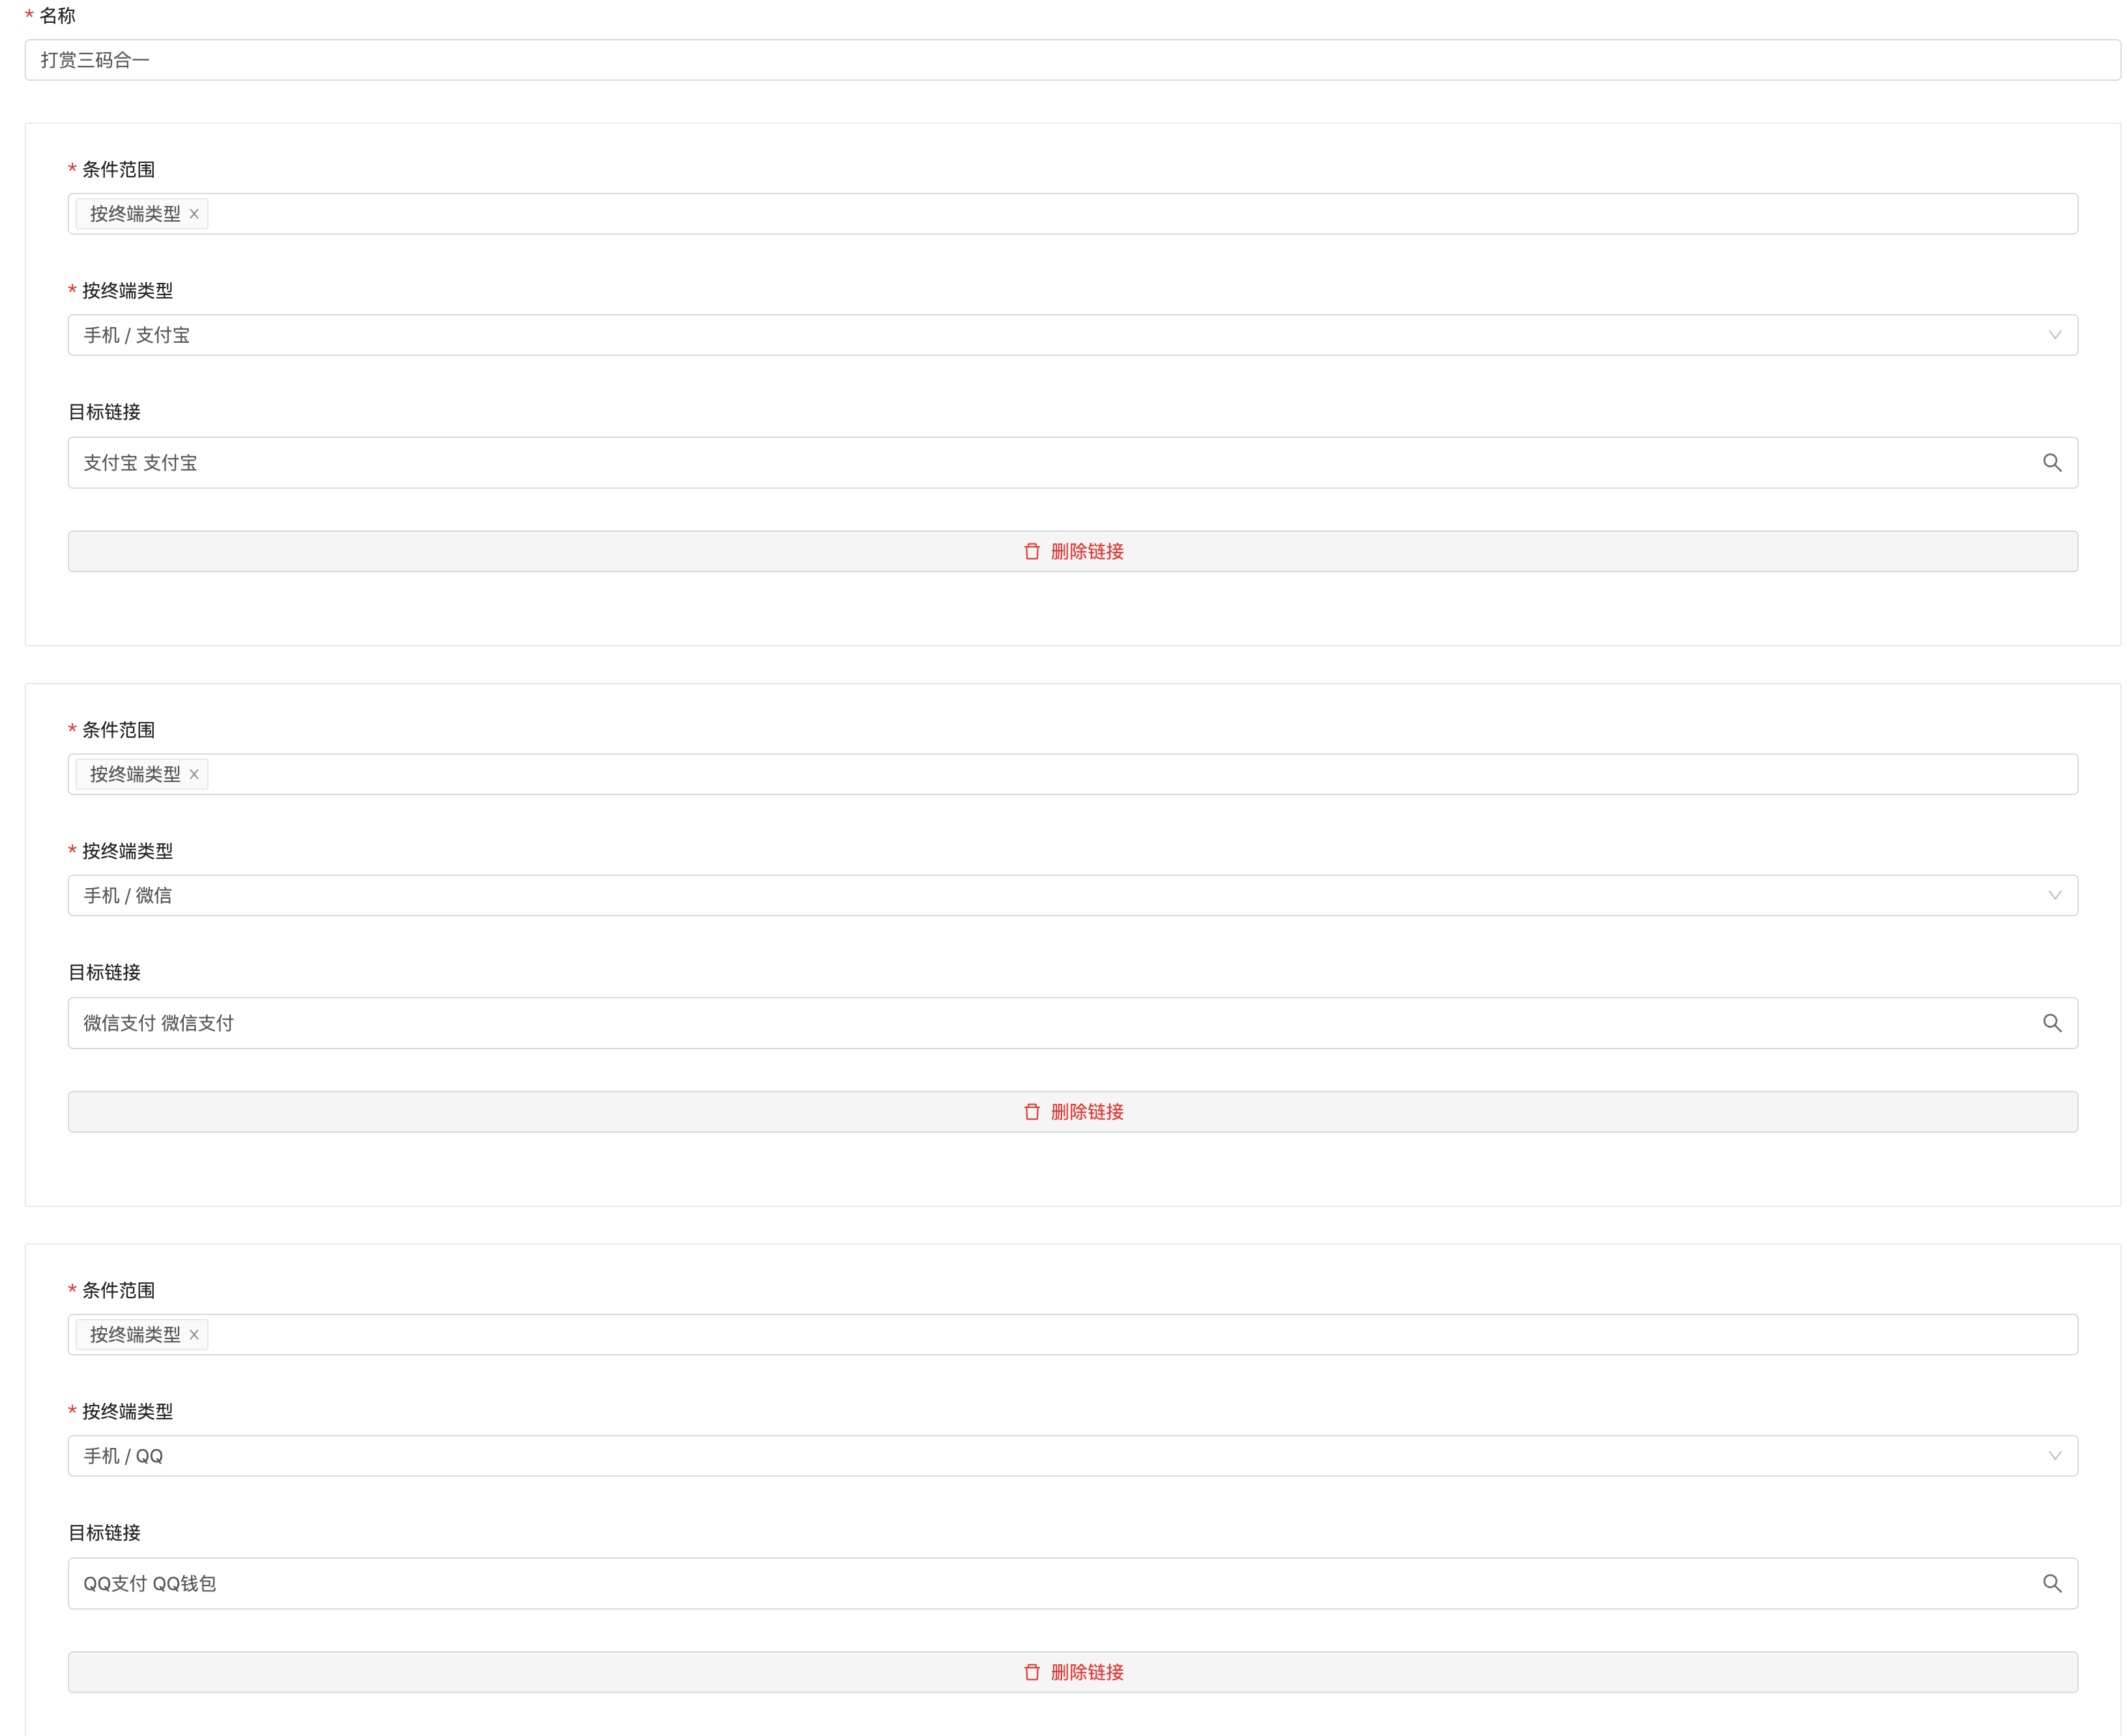 * 名称
打赏三码合一
* 条件范围
按终端类型
* 按终端类型
手机 / 支付宝
目标链接
支付宝 支付宝
删除链接
* 条件范围
按终端类型
* 按终端类型
手机 / 微信
目标链接
微信支付 微信支付
删除链接
* 条件范围
按终端类型
* 按终端类型
手机 / QQ
目标链接
QQ支付 QQ钱包
删除链接